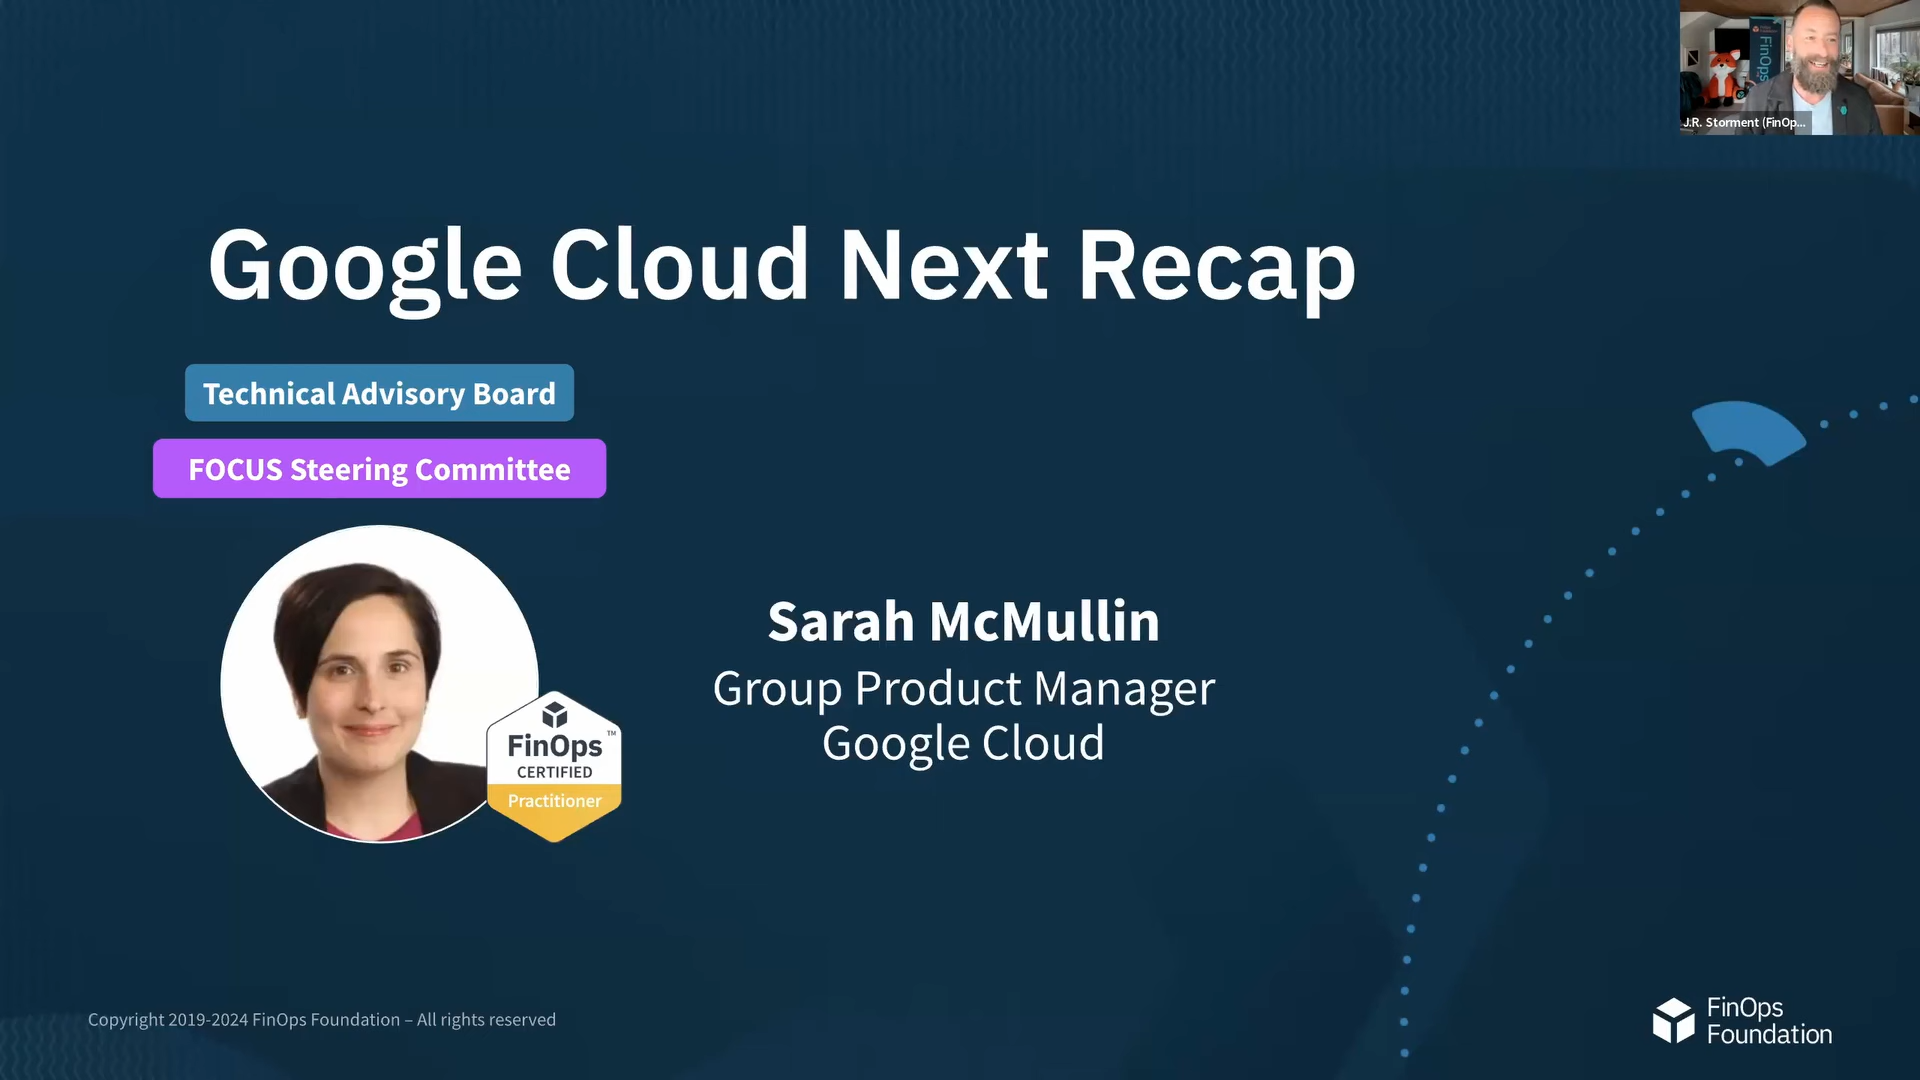 FinOps
J.R. Storment (FinOp...
Google Cloud Next Recap
Technical Advisory Board
FOCUS Steering Committee
Sarah McMullin
Group Product Manager
Google Cloud
FinOps™
CERTIFIED
Practitioner
Copyright 2019-2024 FinOps Foundation – All rights reserved
FinOps
Foundation